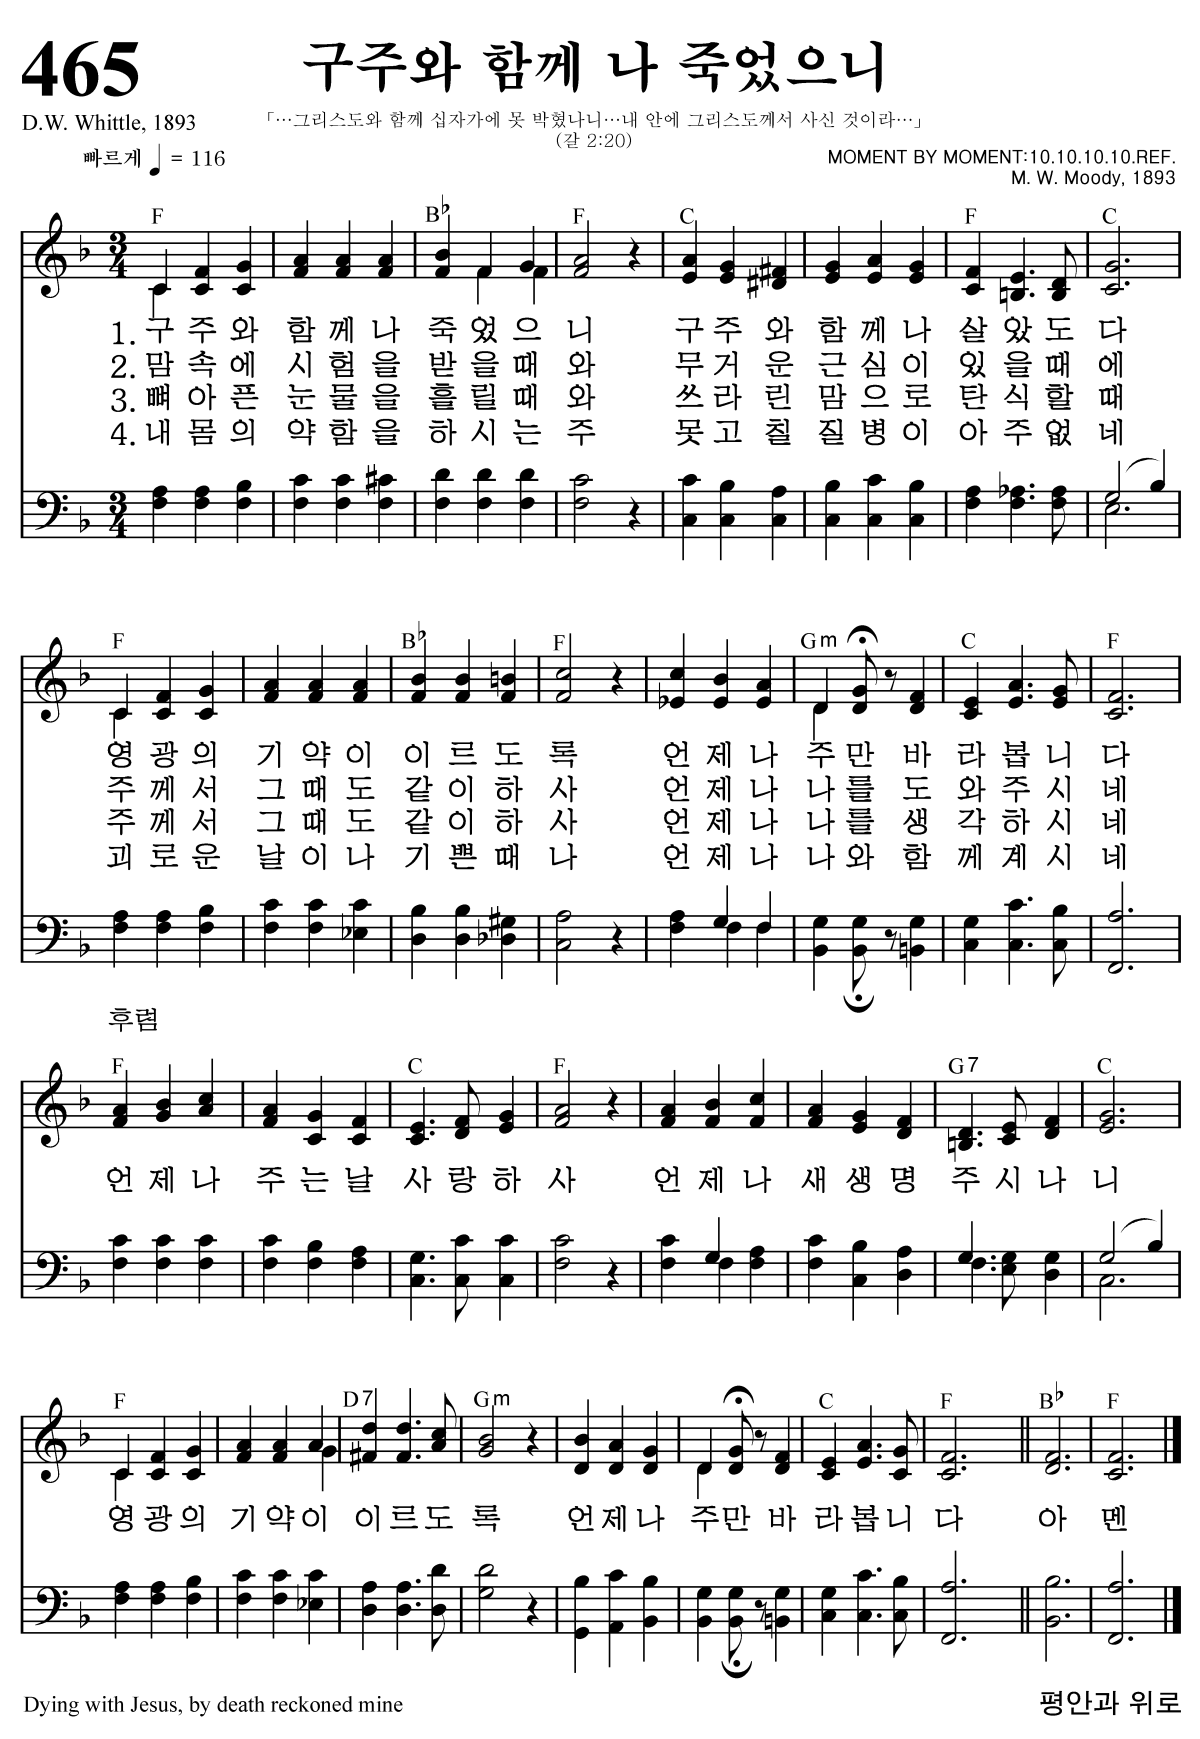 465
구주와 함께 나 죽었으니
D.W. Whittle, 1893
「…그리스도와 함께 십자가에 못 박혔나니…내 안에 그리스도께서 사신 것이라…」
(갈 2:20)
빠르게 ♩ = 116
MOMENT BY MOMENT:10.10.10.10.REF.
M. W. Moody, 1893
F B♭ F C F C
3/4
1. 구 주 와 함 께 나 죽 었 으 니 구 주 와 함 께 나 살 았 도 다
2. 맘 속 에 시 험 을 받 을 때 와 무 거 운 근 심 이 있 을 때 에
3. 뼈 아 픈 눈 물 을 흘 릴 때 와 쓰 라 린 맘 으 로 탄 식 할 때
4. 내 몸 의 약 함 을 하 시 는 주 못 고 칠 질 병 이 아 주 없 네
3/4
F B♭ F Gm C F
영 광 의 기 약 이 이 르 도 록 언 제 나 주 만 바 라 봅 니 다
주 께 서 그 때 도 같 이 하 사 언 제 나 나 를 도 와 주 시 네
주 께 서 그 때 도 같 이 하 사 언 제 나 나 를 생 각 하 시 네
괴 로 운 날 이 나 기 쁜 때 나 언 제 나 나 와 함 께 계 시 네
후렴
F C F G7 C
언 제 나 주 는 날 사 랑 하 사 언 제 나 새 생 명 주 시 나 니
F D7 Gm C F B♭ F
영 광 의 기 약 이 이 르 도 록 언 제 나 주 만 바 라 봅 니 다 아 멘
Dying with Jesus, by death reckoned mine
평안과 위로